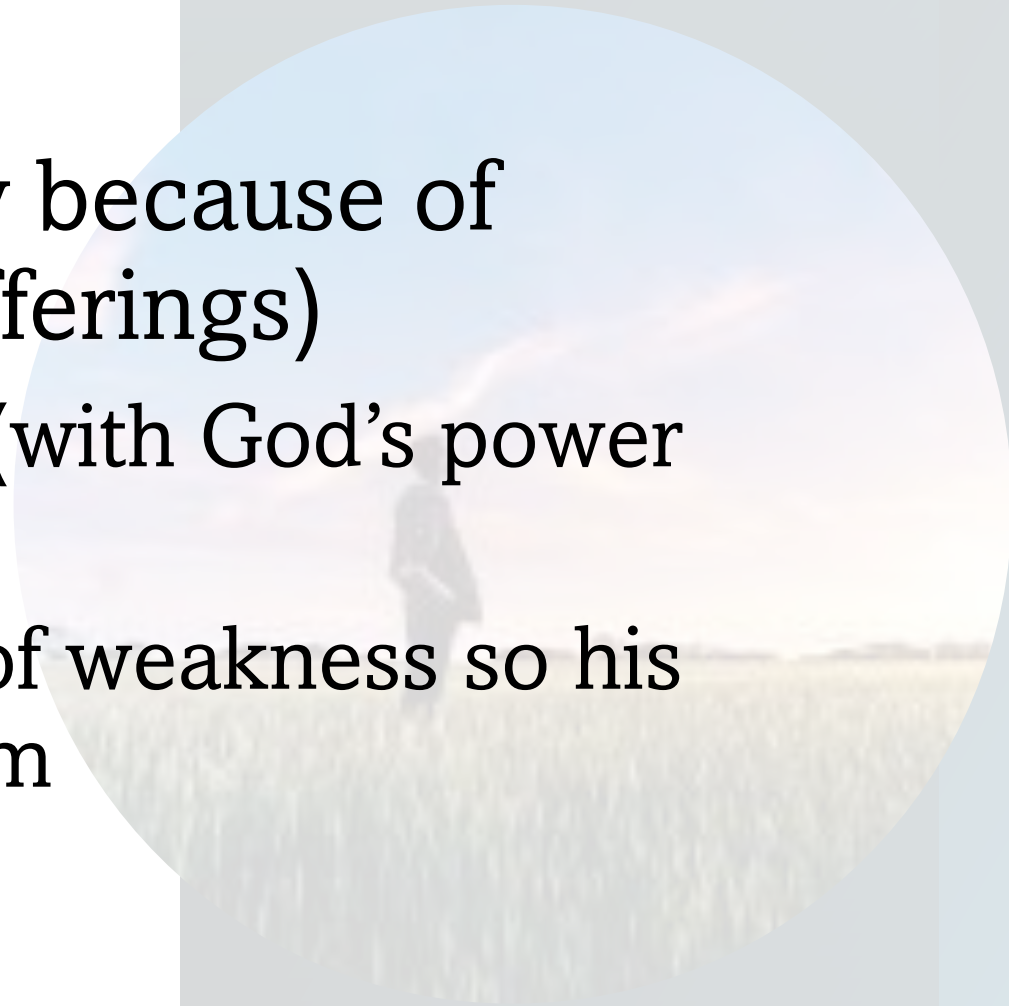 because of
fferings)
(with God’s power
of weakness so his
m